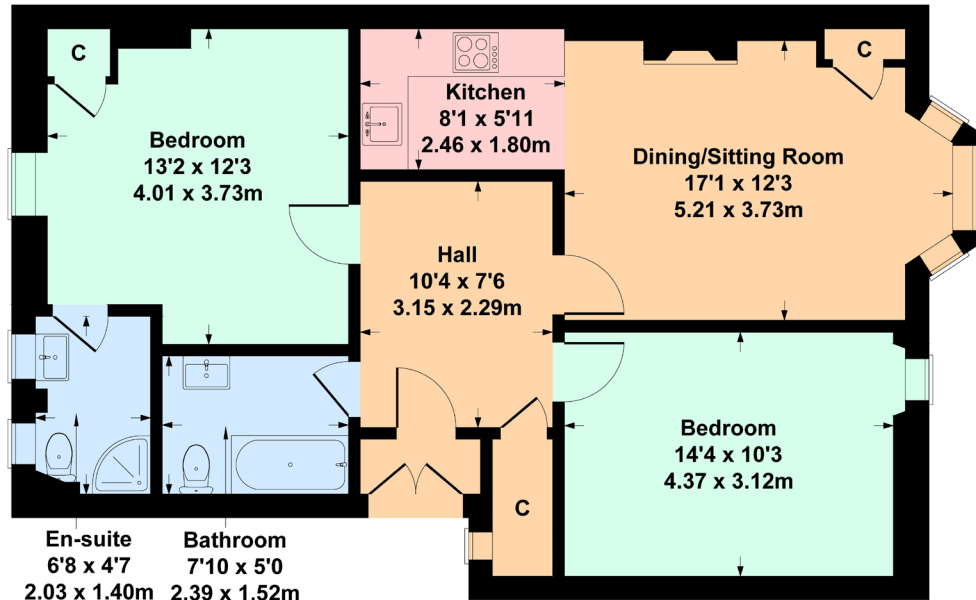 C
Kitchen
8'1 x 5'11
2.46 x 1.80m
C
Bedroom
13'2 x 12'3
4.01 x 3.73m
Dining/Sitting Room
17'1 x 12'3
5.21 x 3.73m
Hall
10'4 x 7'6
3.15 x 2.29m
Bedroom
14'4 x 10'3
4.37 x 3.12m
C
En-suite
6'8 x 4'7
2.03 x 1.40m
Bathroom
7'10 x 5'0
2.39 x 1.52m